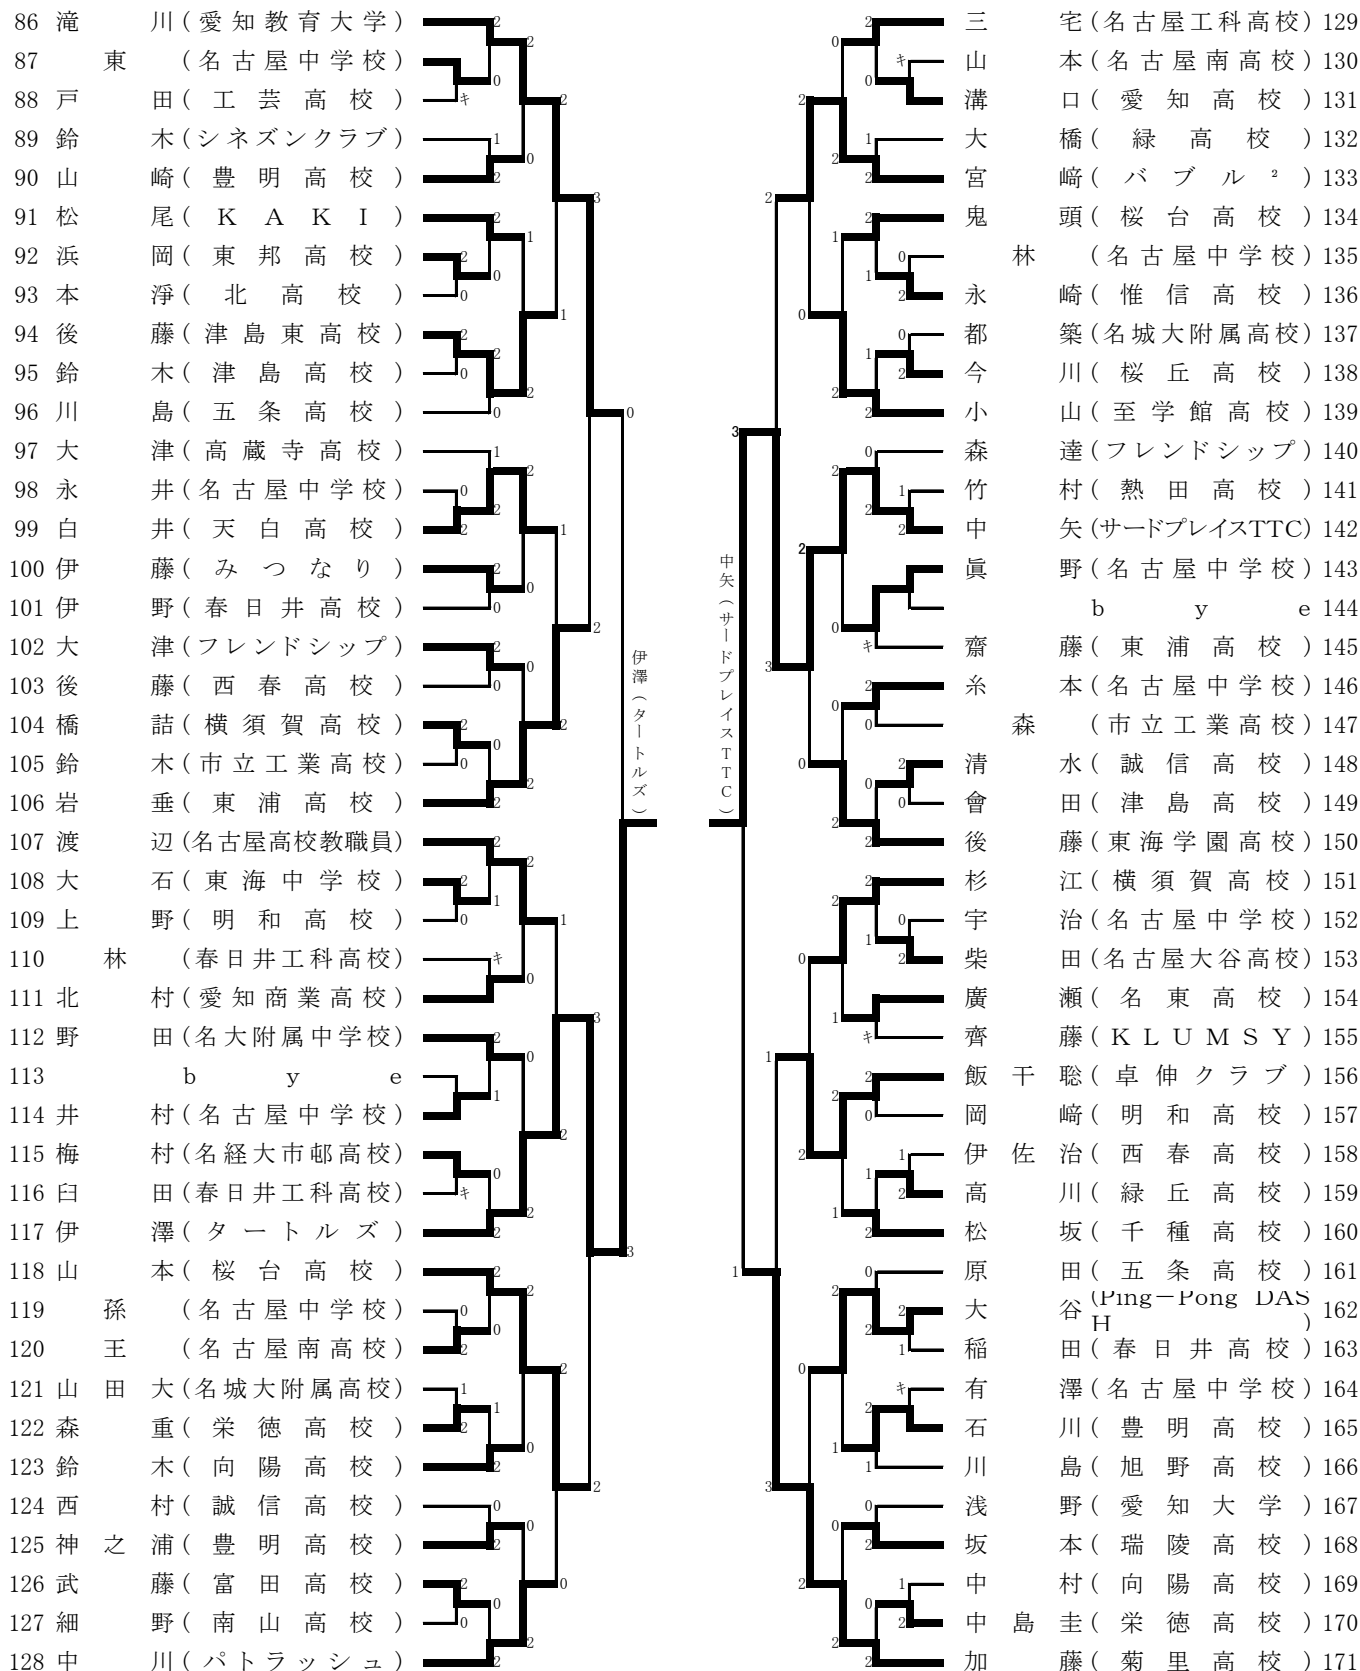 86 滝川(愛知教育大学)
87 東(名古屋中学校)
88 戸田(工芸高校)
89 鈴木(シネズンクラブ)
90 山崎(豊明高校)
91 松尾(KAKI)
92 浜岡(東邦高校)
93 本淨(北高校)
94 後藤(津島東高校)
95 鈴木(津島高校)
96 川島(五条高校)
97 大津(高蔵寺高校)
98 永井(名古屋中学校)
99 白井(天白高校)
100 伊藤(みつなり)
101 伊野(春日井高校)
102 大津(フレンドシップ)
103 後藤(西春高校)
104 橋詰(横須賀高校)
105 鈴木(市立工業高校)
106 岩垂(東浦高校)
107 渡辺(名古屋高校教職員)
108 大石(東海中学校)
109 上野(明和高校)
110 林(春日井工科高校)
111 北村(愛知商業高校)
112 野田(名大附属中学校)
113 bye
114 井村(名古屋中学校)
115 梅村(名経大市邨高校)
116 臼田(春日井工科高校)
117 伊澤(タートルズ)
118 山本(桜台高校)
119 孫(名古屋中学校)
120 王(名古屋南高校)
121 山田大(名城大附属高校)
122 森重(栄徳高校)
123 鈴木(向陽高校)
124 西村(誠信高校)
125 神之浦(豊明高校)
126 武藤(富田高校)
127 細野(南山高校)
128 中川(パトラッシュ)
伊澤(タートルズ)
中矢(サードプレイスTTC)
三宅(名古屋工科高校)129
山本(名古屋南高校)130
溝口(愛知高校)131
大橋(緑高校)132
宮﨑(バブル²)133
鬼頭(桜台高校)134
林(名古屋中学校)135
永崎(惟信高校)136
都築(名城大附属高校)137
今川(桜丘高校)138
小山(至学館高校)139
森達(フレンドシップ)140
竹村(熱田高校)141
中矢(サードプレイスTTC)142
眞野(名古屋中学校)143
bye 144
齋藤(東浦高校)145
糸本(名古屋中学校)146
森(市立工業高校)147
清水(誠信高校)148
會田(津島高校)149
後藤(東海学園高校)150
杉江(横須賀高校)151
宇治(名古屋中学校)152
柴田(名古屋大谷高校)153
廣瀬(名東高校)154
齊藤(KLUMSY)155
飯干聡(卓伸クラブ)156
岡﨑(明和高校)157
伊佐治(西春高校)158
高川(緑丘高校)159
松坂(千種高校)160
原田(五条高校)161
大谷(Ping-Pong DASH)162
稲田(春日井高校)163
有澤(名古屋中学校)164
石川(豊明高校)165
川島(旭野高校)166
浅野(愛知大学)167
坂本(瑞陵高校)168
中村(向陽高校)169
中島圭(栄徳高校)170
加藤(菊里高校)171